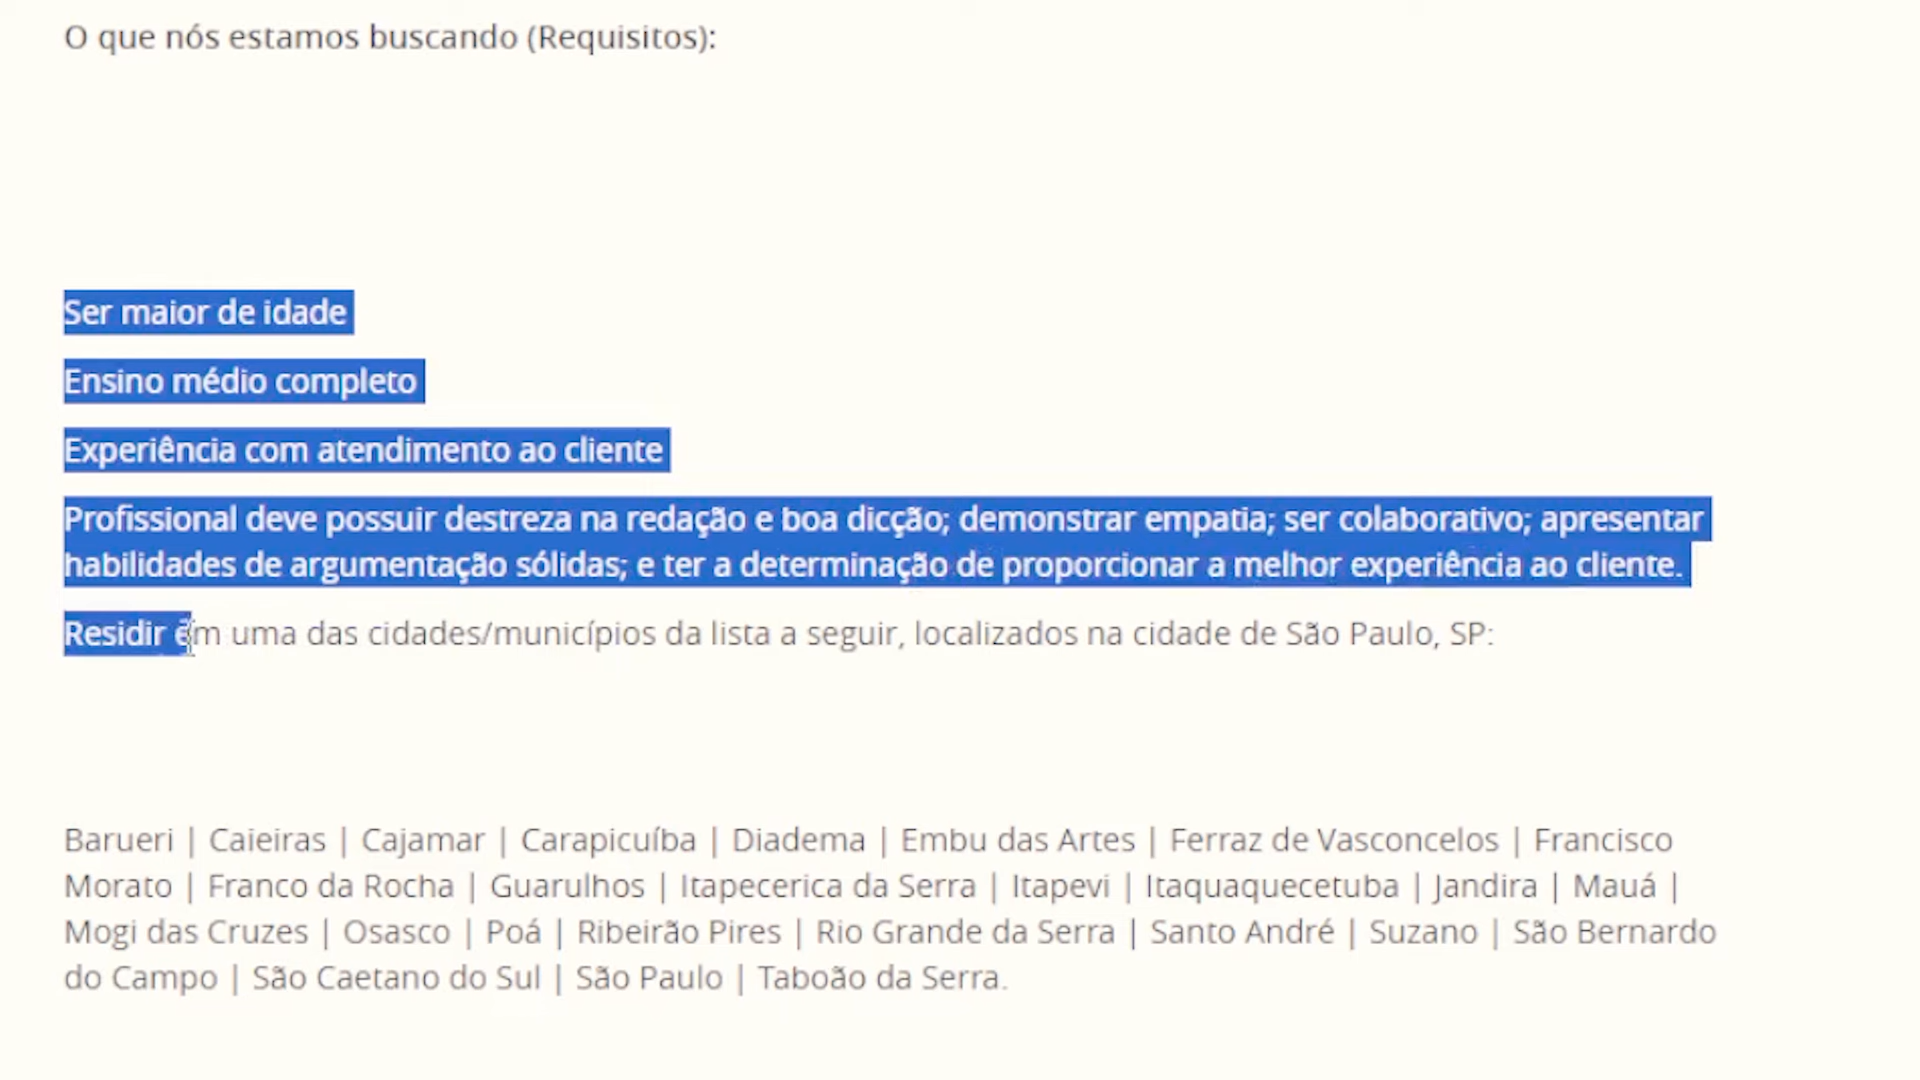 O que nós estamos buscando (Requisitos):
Ser maior de idade
Ensino médio completo
Experiência com atendimento ao cliente
Profissional deve possuir destreza na redação e boa dicção; demonstrar empatia; ser colaborativo; apresentar
habilidades de argumentação sólidas; e ter a determinação de proporcionar a melhor experiência ao cliente.
Residir em uma das cidades/municípios da lista a seguir, localizados na cidade de São Paulo, SP:
Barueri | Caieiras | Cajamar | Carapicuíba | Diadema | Embu das Artes | Ferraz de Vasconcelos | Francisco
Morato | Franco da Rocha | Guarulhos | Itapecerica da Serra | Itapevi | Itaquaquecetuba | Jandira | Mauá |
Mogi das Cruzes | Osasco | Poá | Ribeirão Pires | Rio Grande da Serra | Santo André | Suzano | São Bernardo
do Campo | São Caetano do Sul | São Paulo | Taboão da Serra.